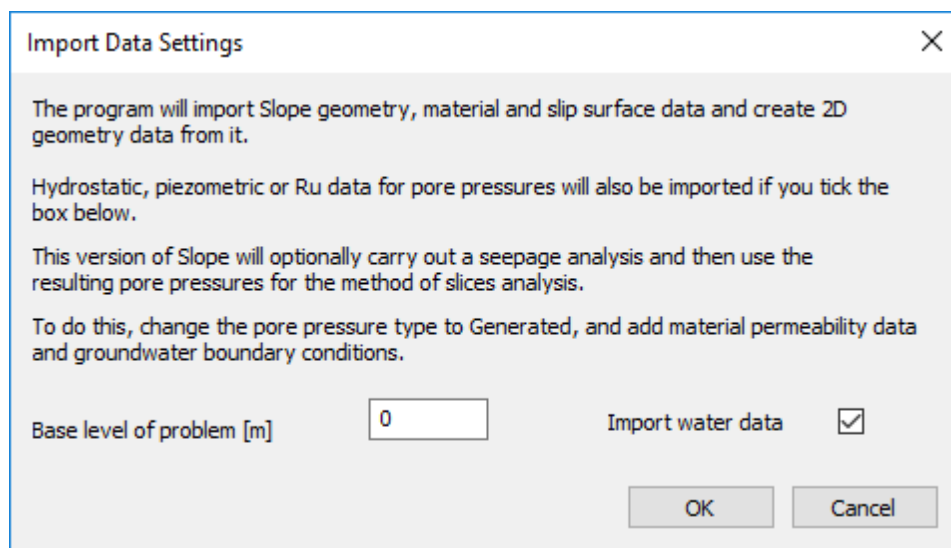 Import Data Settings
The program will import Slope geometry, material and slip surface data and create 2D
geometry data from it.
Hydrostatic, piezometric or Ru data for pore pressures will also be imported if you tick the
box below.
This version of Slope will optionally carry out a seepage analysis and then use the
resulting pore pressures for the method of slices analysis.
To do this, change the pore pressure type to Generated, and add material permeability data
and groundwater boundary conditions.
Base level of problem [m] 0 Import water data
OK Cancel